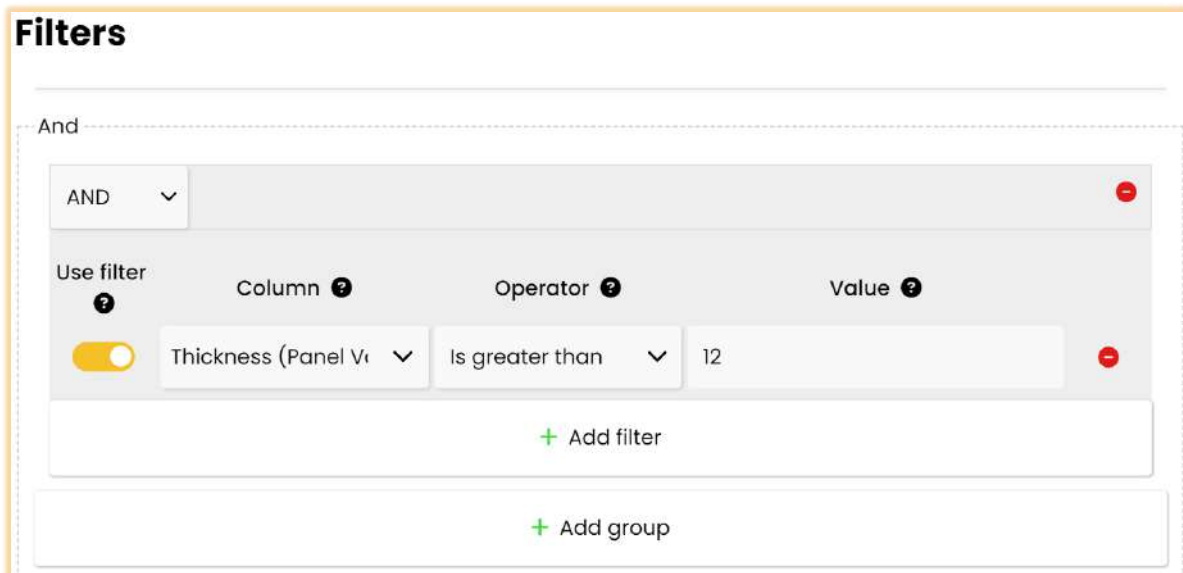 Filters
And
AND
Use filter
Column ?
Operator ?
Value ?
?
Thickness (Panel V
Is greater than
12
+ Add filter
+ Add group